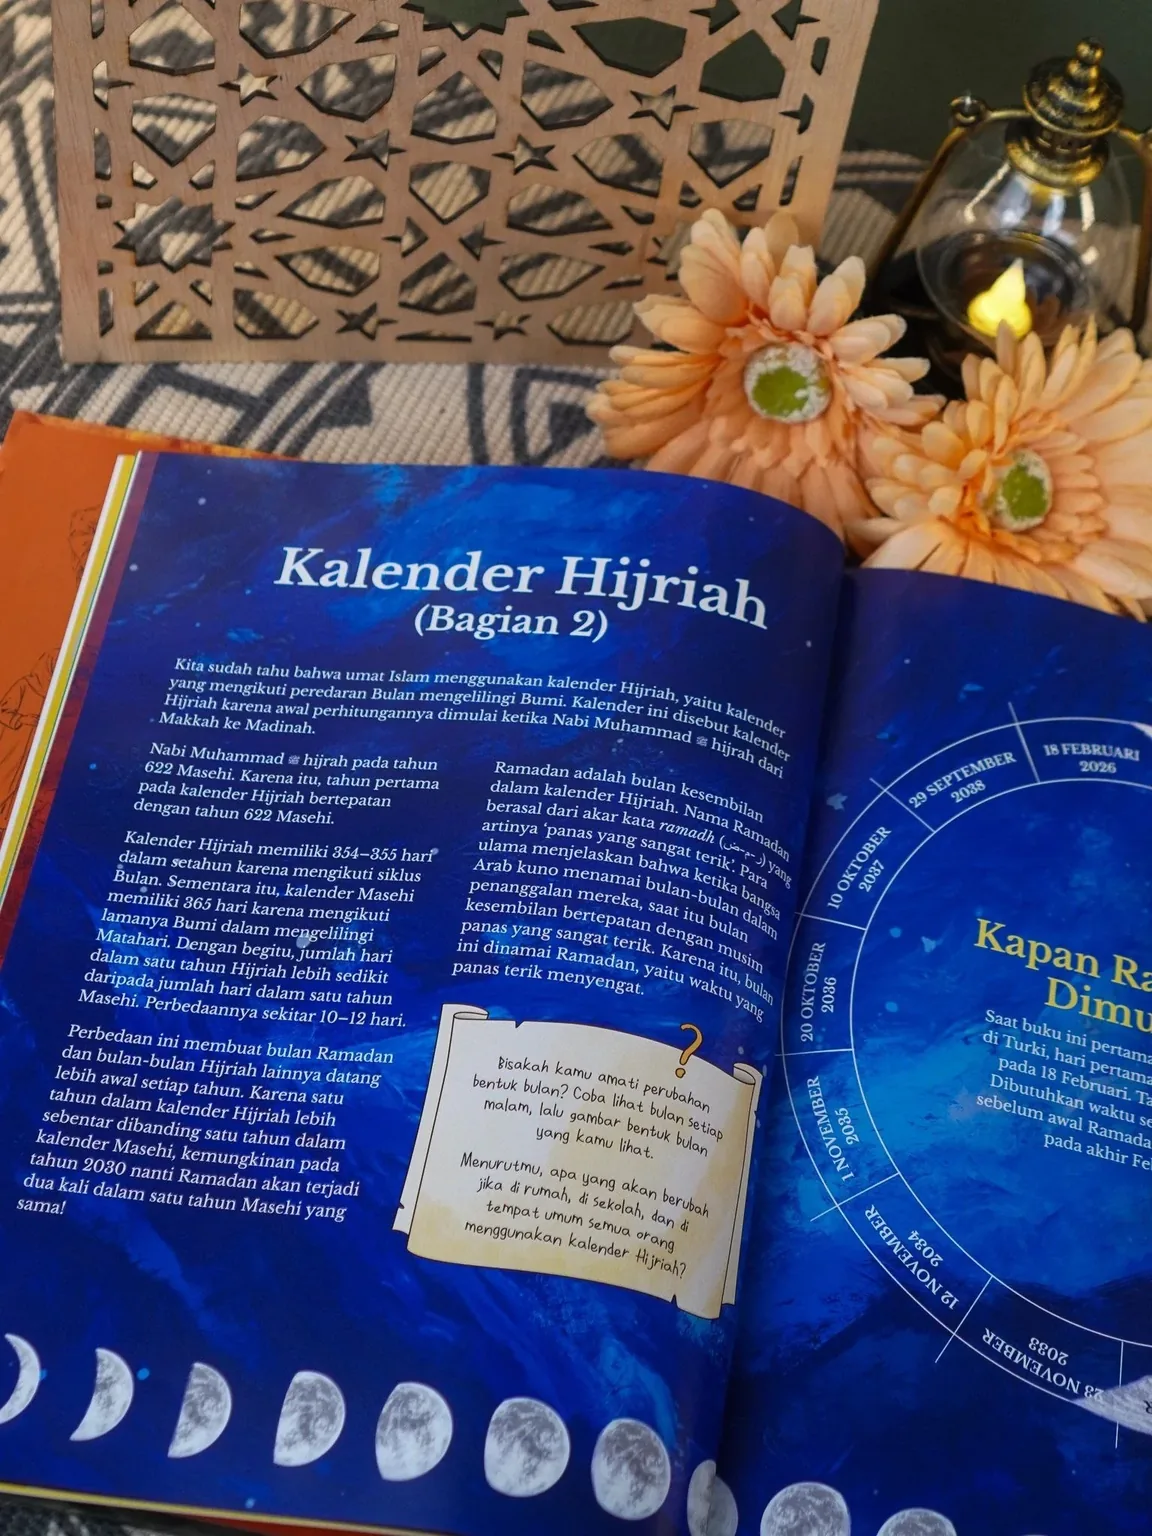 Kalender Hijriah
(Bagian 2)
Kita sudah tahu bahwa umat Islam menggunakan kalender Hijriah, yaitu kalender
yang mengikuti peredaran Bulan mengelilingi Bumi. Kalender ini disebut kalender
Hijriah karena awal perhitungannya dimulai ketika Nabi Muhammad ﷺ hijrah dari
Makkah ke Madinah.
Nabi Muhammad ﷺ hijrah pada tahun
622 Masehi. Karena itu, tahun pertama
pada kalender Hijriah bertepatan
dengan tahun 622 Masehi.
Kalender Hijriah memiliki 354–355 hari
dalam setahun karena mengikuti siklus
Bulan. Sementara itu, kalender Masehi
memiliki 365 hari karena mengikuti
lamanya Bumi dalam mengelilingi
Matahari. Dengan begitu, jumlah hari
dalam satu tahun Hijriah lebih sedikit
daripada jumlah hari dalam satu tahun
Masehi. Perbedaannya sekitar 10–12 hari.
Perbedaan ini membuat bulan Ramadan
dan bulan-bulan Hijriah lainnya datang
lebih awal setiap tahun. Karena satu
tahun dalam kalender Hijriah lebih
sebentar dibanding satu tahun dalam
kalender Masehi, kemungkinan pada
tahun 2030 nanti Ramadan akan terjadi
dua kali dalam satu tahun Masehi yang
sama!
Ramadan adalah bulan kesembilan
dalam kalender Hijriah. Nama Ramadan
berasal dari akar kata ramadh (ر-م-ض) yang
artinya ‘panas yang sangat terik’. Para
ulama menjelaskan bahwa ketika bangsa
Arab kuno menamai bulan-bulan dalam
penanggalan mereka, saat itu bulan
kesembilan bertepatan dengan musim
panas yang sangat terik. Karena itu, bulan
ini dinamai Ramadan, yaitu waktu yang
panas terik menyengat.
?
Bisakah kamu amati perubahan
bentuk bulan? Coba lihat bulan setiap
malam, lalu gambar bentuk bulan
yang kamu lihat.
Menurutmu, apa yang akan berubah
jika di rumah, di sekolah, dan di
tempat umum semua orang
menggunakan kalender Hijriah?
18 FEBRUARI
2026
29 SEPTEMBER
2038
10 OKTOBER
2037
20 OKTOBER
2036
1 NOVEMBER
2035
12 NOVEMBER
2034
23 NOVEMBER
2033
Kapan Ra
Dimu
Saat buku ini pertama
di Turki, hari pertama
pada 18 Februari. Ta
Dibutuhkan waktu se
sebelum awal Ramada
pada akhir Fe